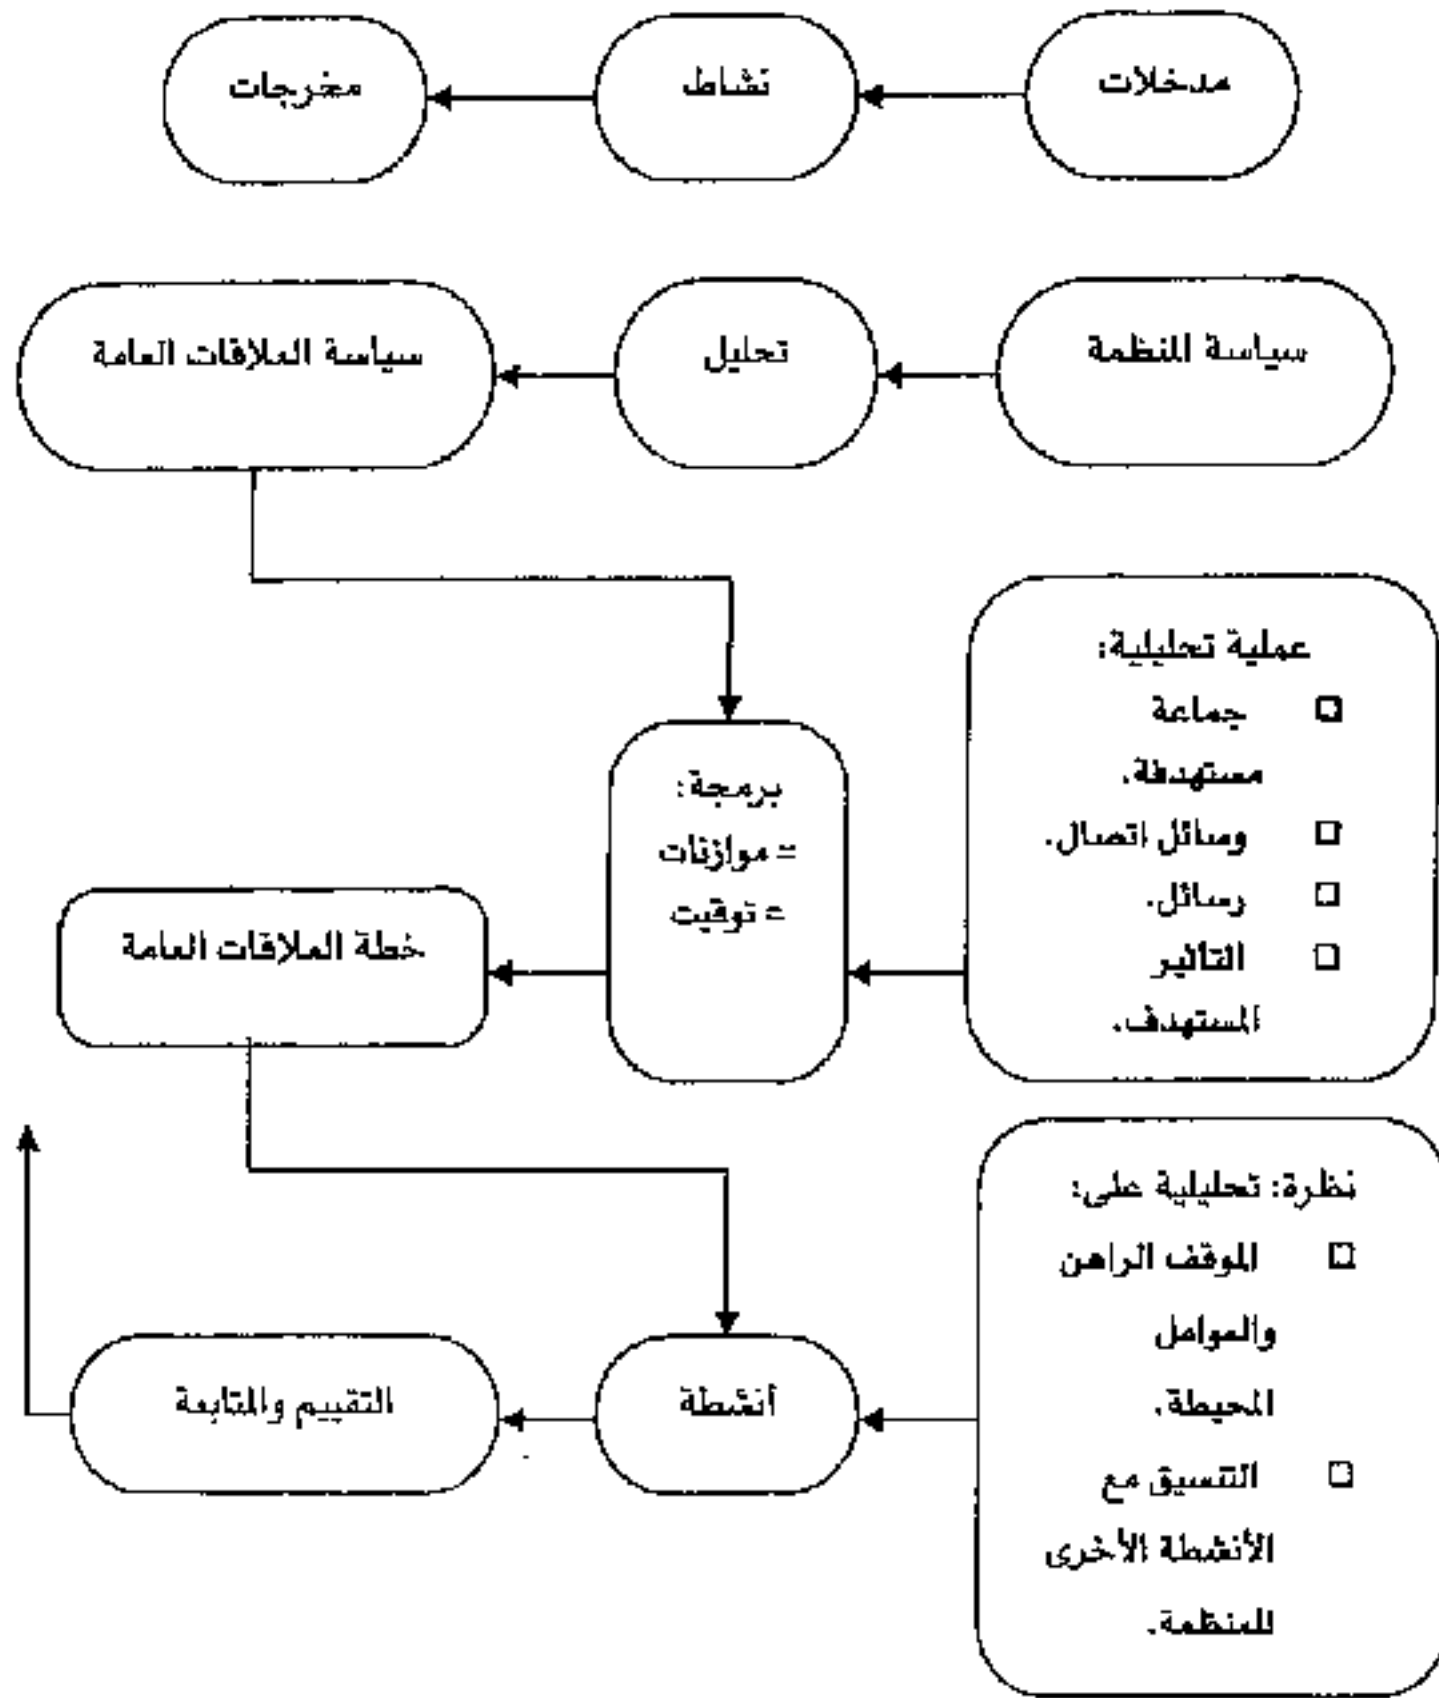 مدخلات
نشاط
مخرجات
سياسة المنظمة
تحليل
سياسة العلاقات العامة
عملية تحليلية:
□ جماعة
مستهدفة.
□ وسائل اتصال.
□ رسائل.
□ التأثير
المستهدف.
برمجة:
= موازنات
= توقيت
خطة العلاقات العامة
نظرة: تحليلية على:
□ الموقف الراهن
والعوامل
المحيطة.
□ التنسيق مع
الأنشطة الأخرى
للمنظمة.
أنشطة
التقييم والمتابعة